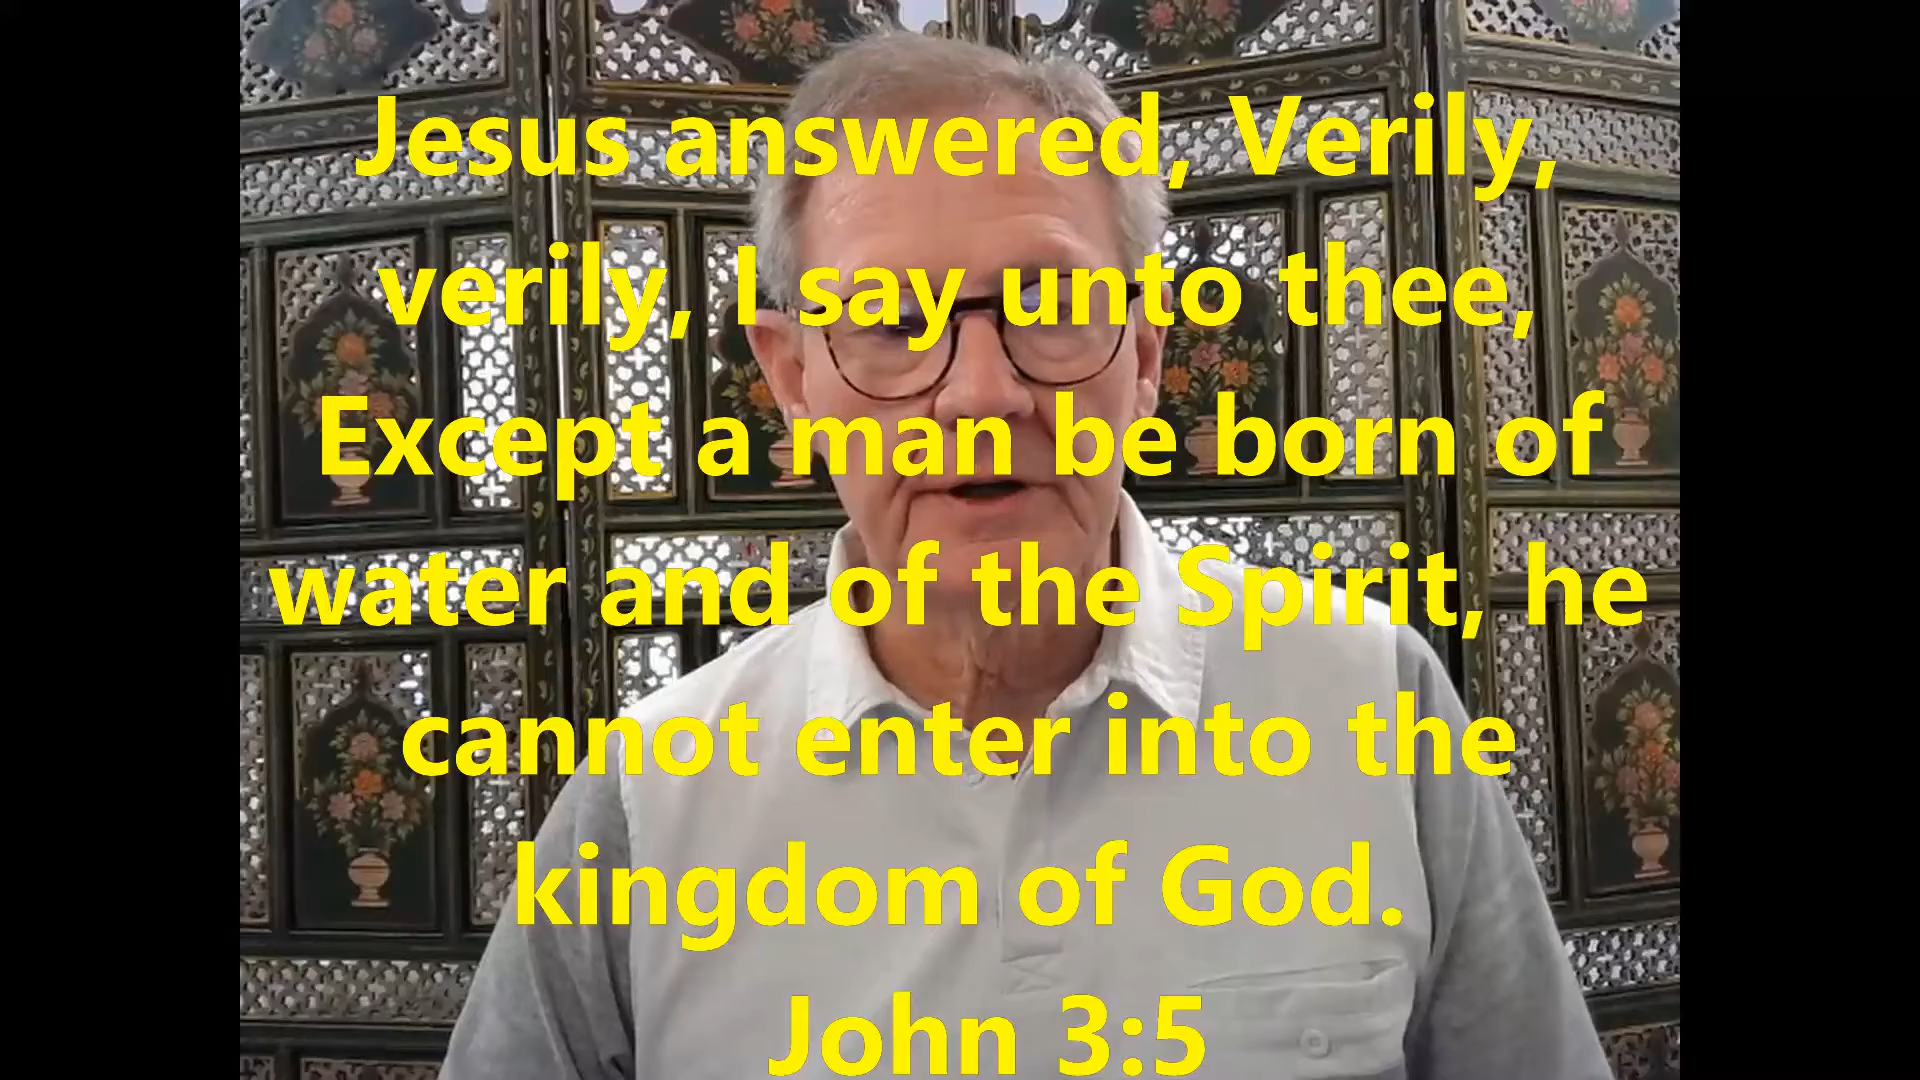 Jesus answered, Verily,
verily, I say unto thee,
Except a man be born of
water and of the Spirit, he
cannot enter into the
kingdom of God.
John 3:5